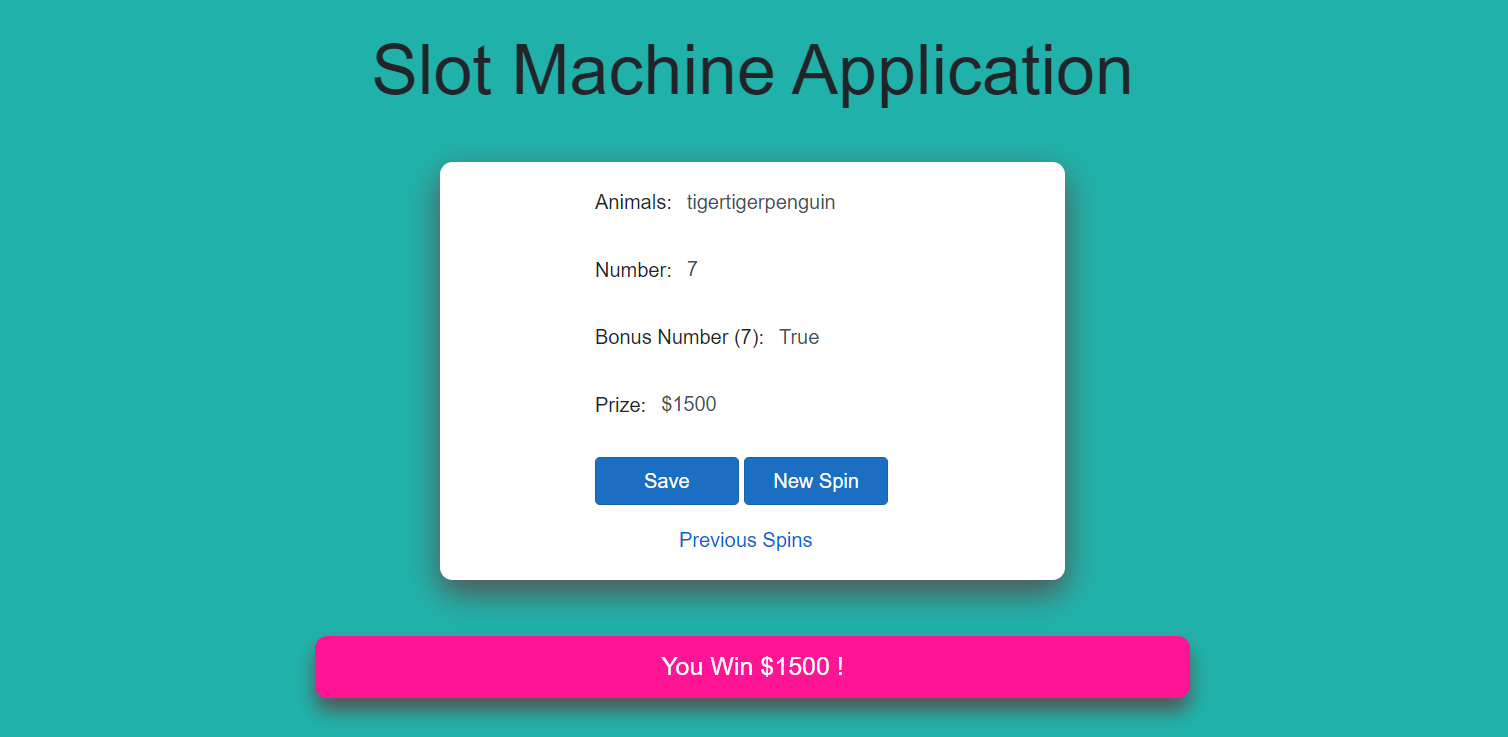 Slot Machine Application
Animals: tigertigerpenguin
Number: 7
Bonus Number (7): True
Prize: $1500
Save New Spin
Previous Spins
You Win $1500 !